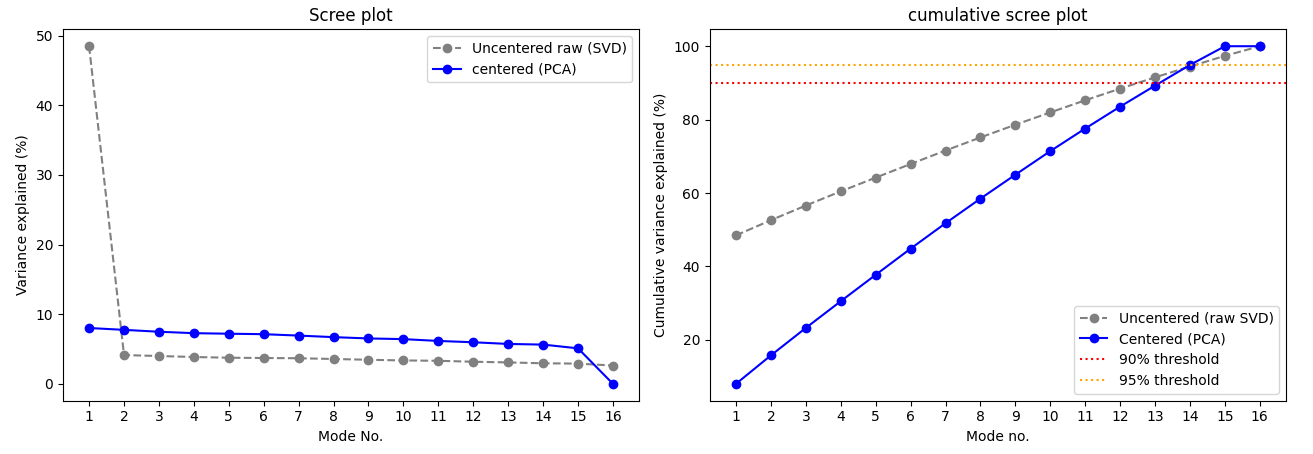 Scree plot
50
40
30
20
10
0
Variance explained (%)
Uncentered raw (SVD)
centered (PCA)
1 2 3 4 5 6 7 8 9 10 11 12 13 14 15 16
Mode No.
cumulative scree plot
100
80
60
40
20
Cumulative variance explained (%)
Uncentered (raw SVD)
Centered (PCA)
90% threshold
95% threshold
1 2 3 4 5 6 7 8 9 10 11 12 13 14 15 16
Mode no.